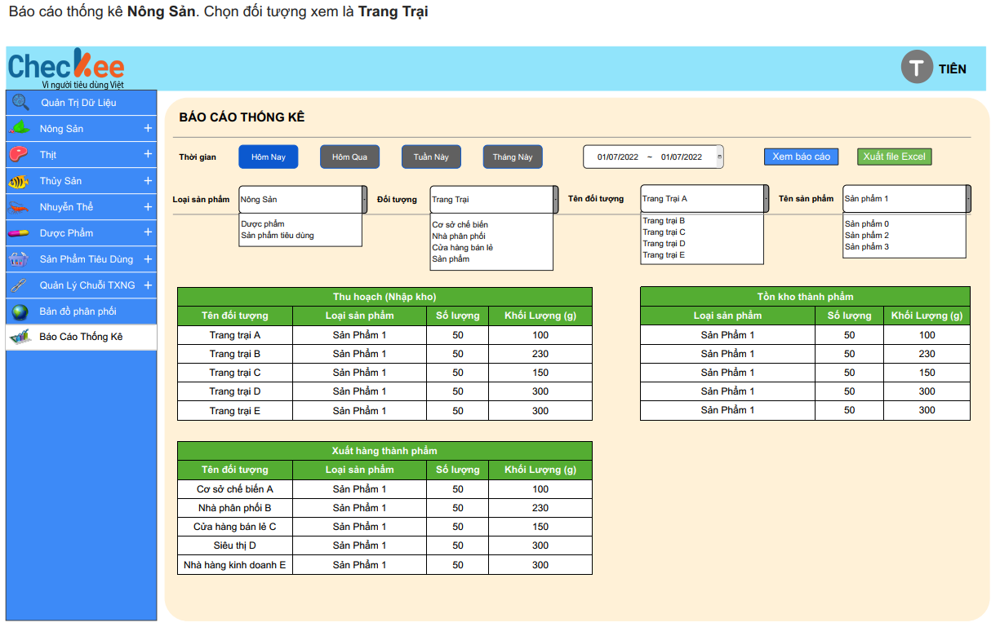 Báo cáo thống kê Nông Sản. Chọn đối tượng xem là Trang Trại
Checkee
Vì người tiêu dùng Việt
T TIÊN
Quản Trị Dữ Liệu
Nông Sản +
Thịt +
Thủy Sản +
Nhuyễn Thể +
Dược Phẩm +
Sản Phẩm Tiêu Dùng +
Quản Lý Chuỗi TXNG +
Bản đồ phân phối
Báo Cáo Thống Kê
BÁO CÁO THỐNG KÊ
Thời gian Hôm Nay Hôm Qua Tuần Này Tháng Này 01/07/2022 ~ 01/07/2022 Xem báo cáo Xuất file Excel
Loại sản phẩm Nông Sản Đối tượng Trang Trại Tên đối tượng Trang Trại A Tên sản phẩm Sản phẩm 1
Dược phẩm
Sản phẩm tiêu dùng
Cơ sở chế biến
Nhà phân phối
Cửa hàng bán lẻ
Sản phẩm
Trang trại B
Trang trại C
Trang trại D
Trang trại E
Sản phẩm 0
Sản phẩm 2
Sản phẩm 3
Thu hoạch (Nhập kho)
Tên đối tượng Loại sản phẩm Số lượng Khối Lượng (g)
Trang trại A Sản Phẩm 1 50 100
Trang trại B Sản Phẩm 1 50 230
Trang trại C Sản Phẩm 1 50 150
Trang trại D Sản Phẩm 1 50 300
Trang trại E Sản Phẩm 1 50 300
Tồn kho thành phẩm
Loại sản phẩm Số lượng Khối Lượng (g)
Sản Phẩm 1 50 100
Sản Phẩm 1 50 230
Sản Phẩm 1 50 150
Sản Phẩm 1 50 300
Sản Phẩm 1 50 300
Xuất hàng thành phẩm
Tên đối tượng Loại sản phẩm Số lượng Khối Lượng (g)
Cơ sở chế biến A Sản Phẩm 1 50 100
Nhà phân phối B Sản Phẩm 1 50 230
Cửa hàng bán lẻ C Sản Phẩm 1 50 150
Siêu thị D Sản Phẩm 1 50 300
Nhà hàng kinh doanh E Sản Phẩm 1 50 300